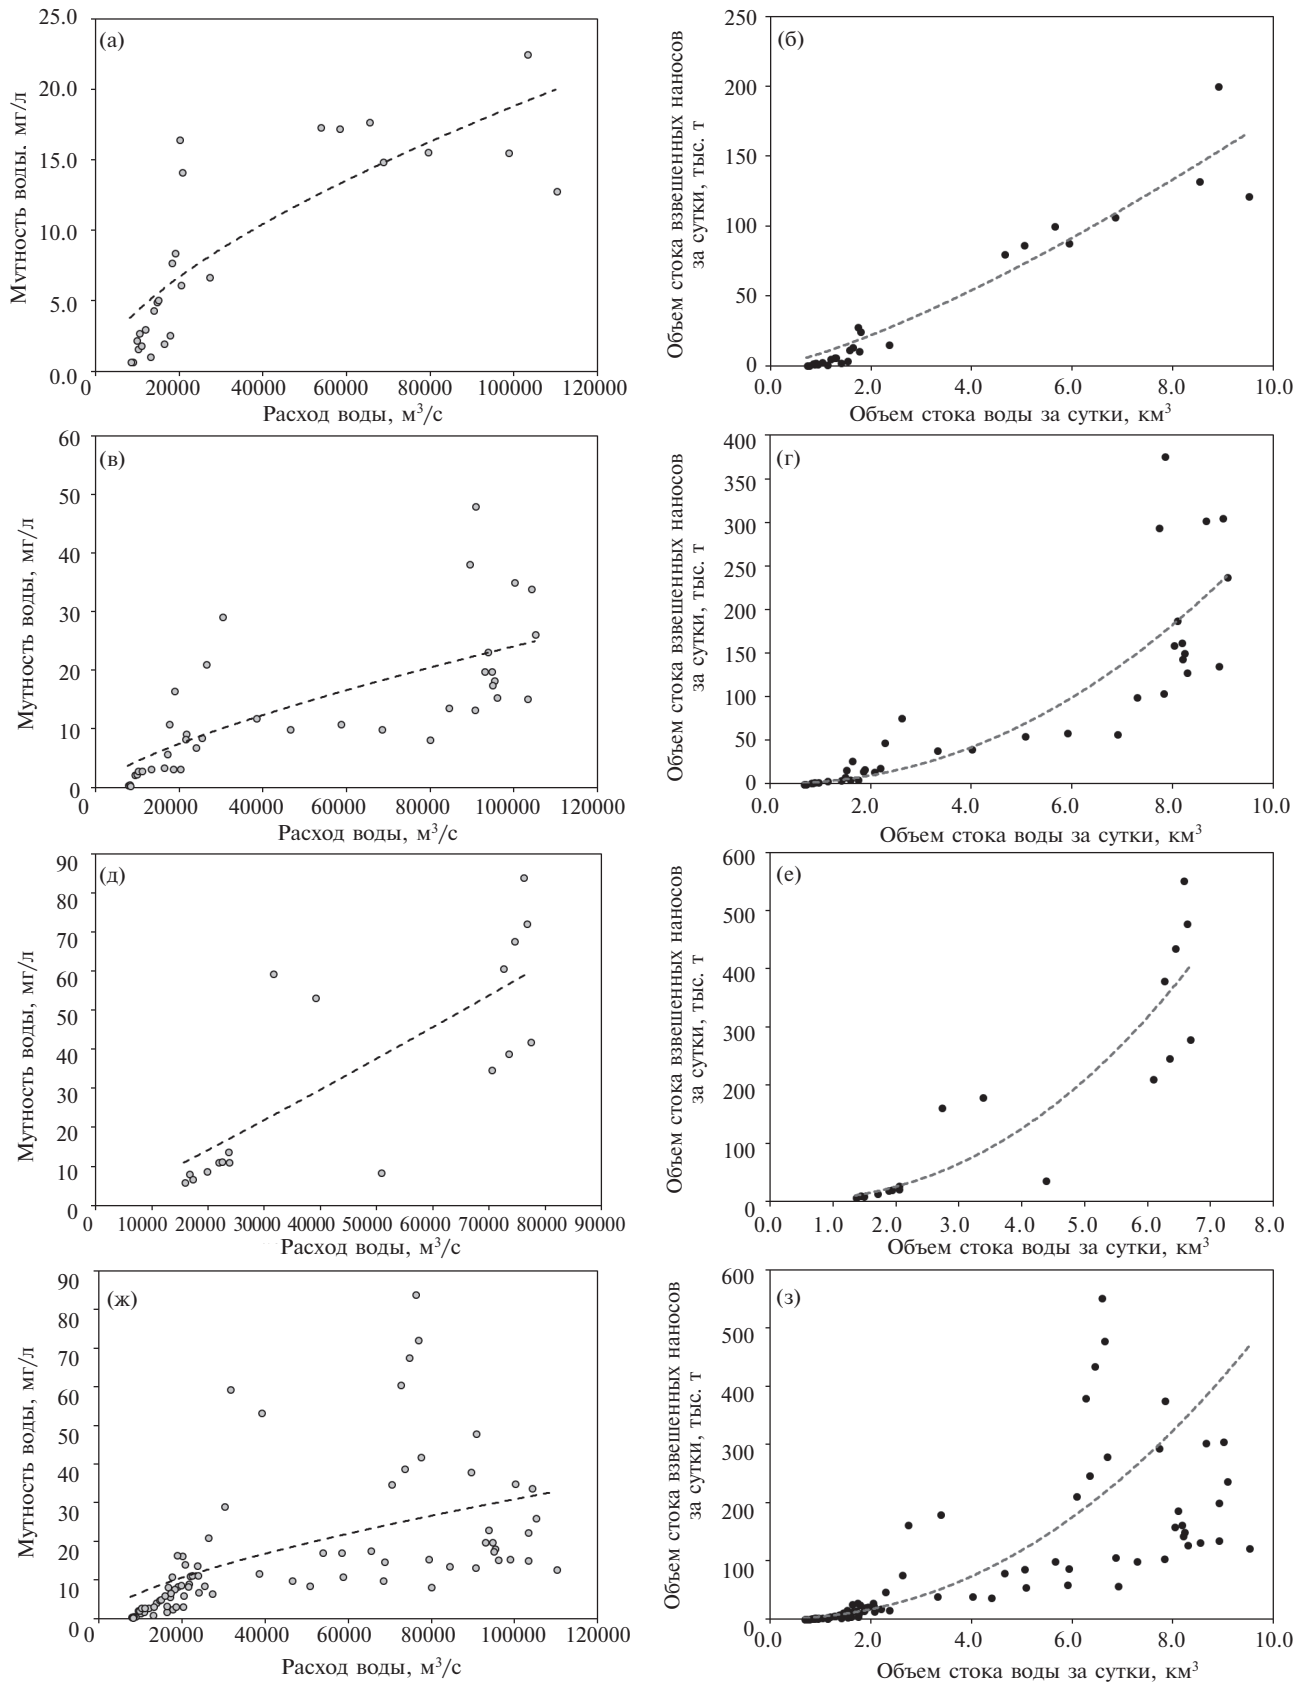 (а)
25.0
20.0
15.0
10.0
5.0
0.0
Мутность воды. мг/л
20000 40000 60000 80000 100000 120000
Расход воды, м³/с
(б)
250
200
150
100
50
0
Объем стока взвешенных наносов
за сутки, тыс. т
0.0 2.0 4.0 6.0 8.0 10.0
Объем стока воды за сутки, км³
(в)
60
50
40
30
20
10
0
Мутность воды, мг/л
0 20000 40000 60000 80000 100000 120000
Расход воды, м³/с
(г)
400
350
300
250
200
150
100
50
0
Объем стока взвешенных наносов
за сутки, тыс. т
0.0 2.0 4.0 6.0 8.0 10.0
Объем стока воды за сутки, км³
(д)
90
80
70
60
50
40
30
20
10
0
Мутность воды, мг/л
0 10000 20000 30000 40000 50000 60000 70000 80000 90000
Расход воды, м³/с
(е)
600
500
400
300
200
100
0
Объем стока взвешенных наносов
за сутки, тыс. т
0.0 1.0 2.0 3.0 4.0 5.0 6.0 7.0 8.0
Объем стока воды за сутки, км³
(ж)
90
80
70
60
50
40
30
20
10
0
Мутность воды, мг/л
0 20000 40000 60000 80000 100000 120000
Расход воды, м³/с
(з)
600
500
400
300
200
100
0
Объем стока взвешенных наносов
за сутки, тыс. т
0.0 2.0 4.0 6.0 8.0 10.0
Объем стока воды за сутки, км³